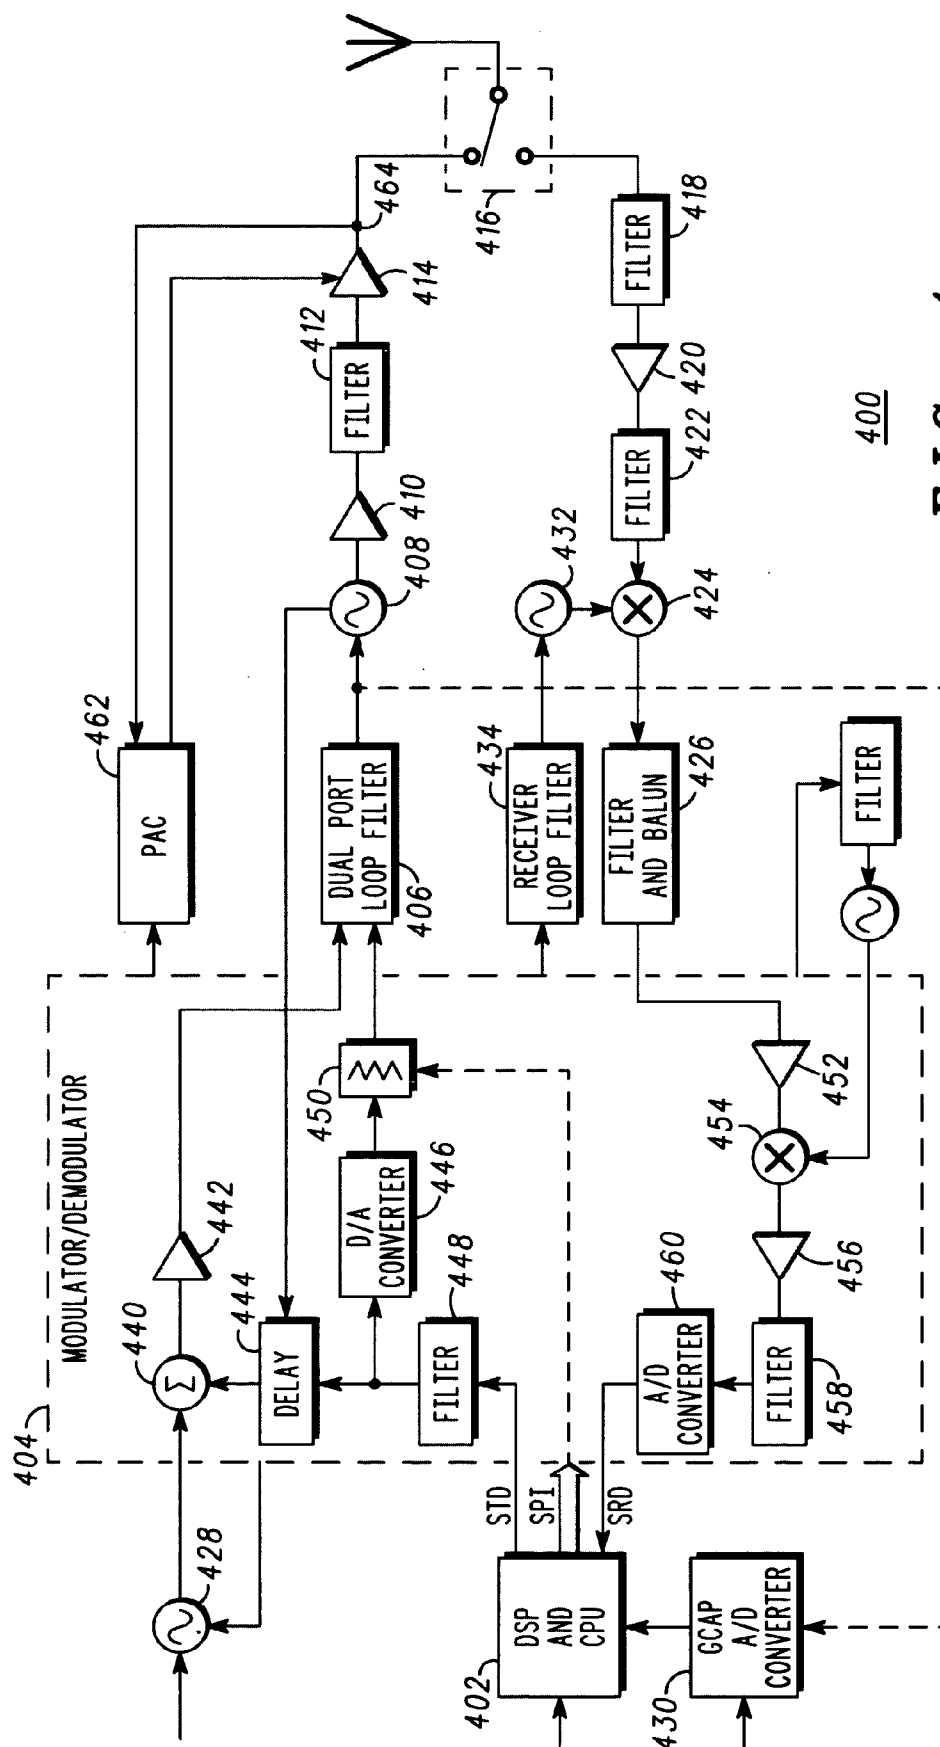 404
MODULATOR/DEMODULATOR
428
440
Σ
442
444
DELAY
D/A
CONVERTER
446
450
FILTER
448
PAC
462
DUAL PORT
LOOP FILTER
406
408
410
412
FILTER
414
464
416
STD
SPI
SRD
402
DSP
AND
CPU
430
GCAP
A/D
CONVERTER
A/D
CONVERTER
460
FILTER
458
456
454
452
434
RECEIVER
LOOP FILTER
432
FILTER
AND BALUN
426
424
FILTER
422
420
FILTER
418
FILTER
400